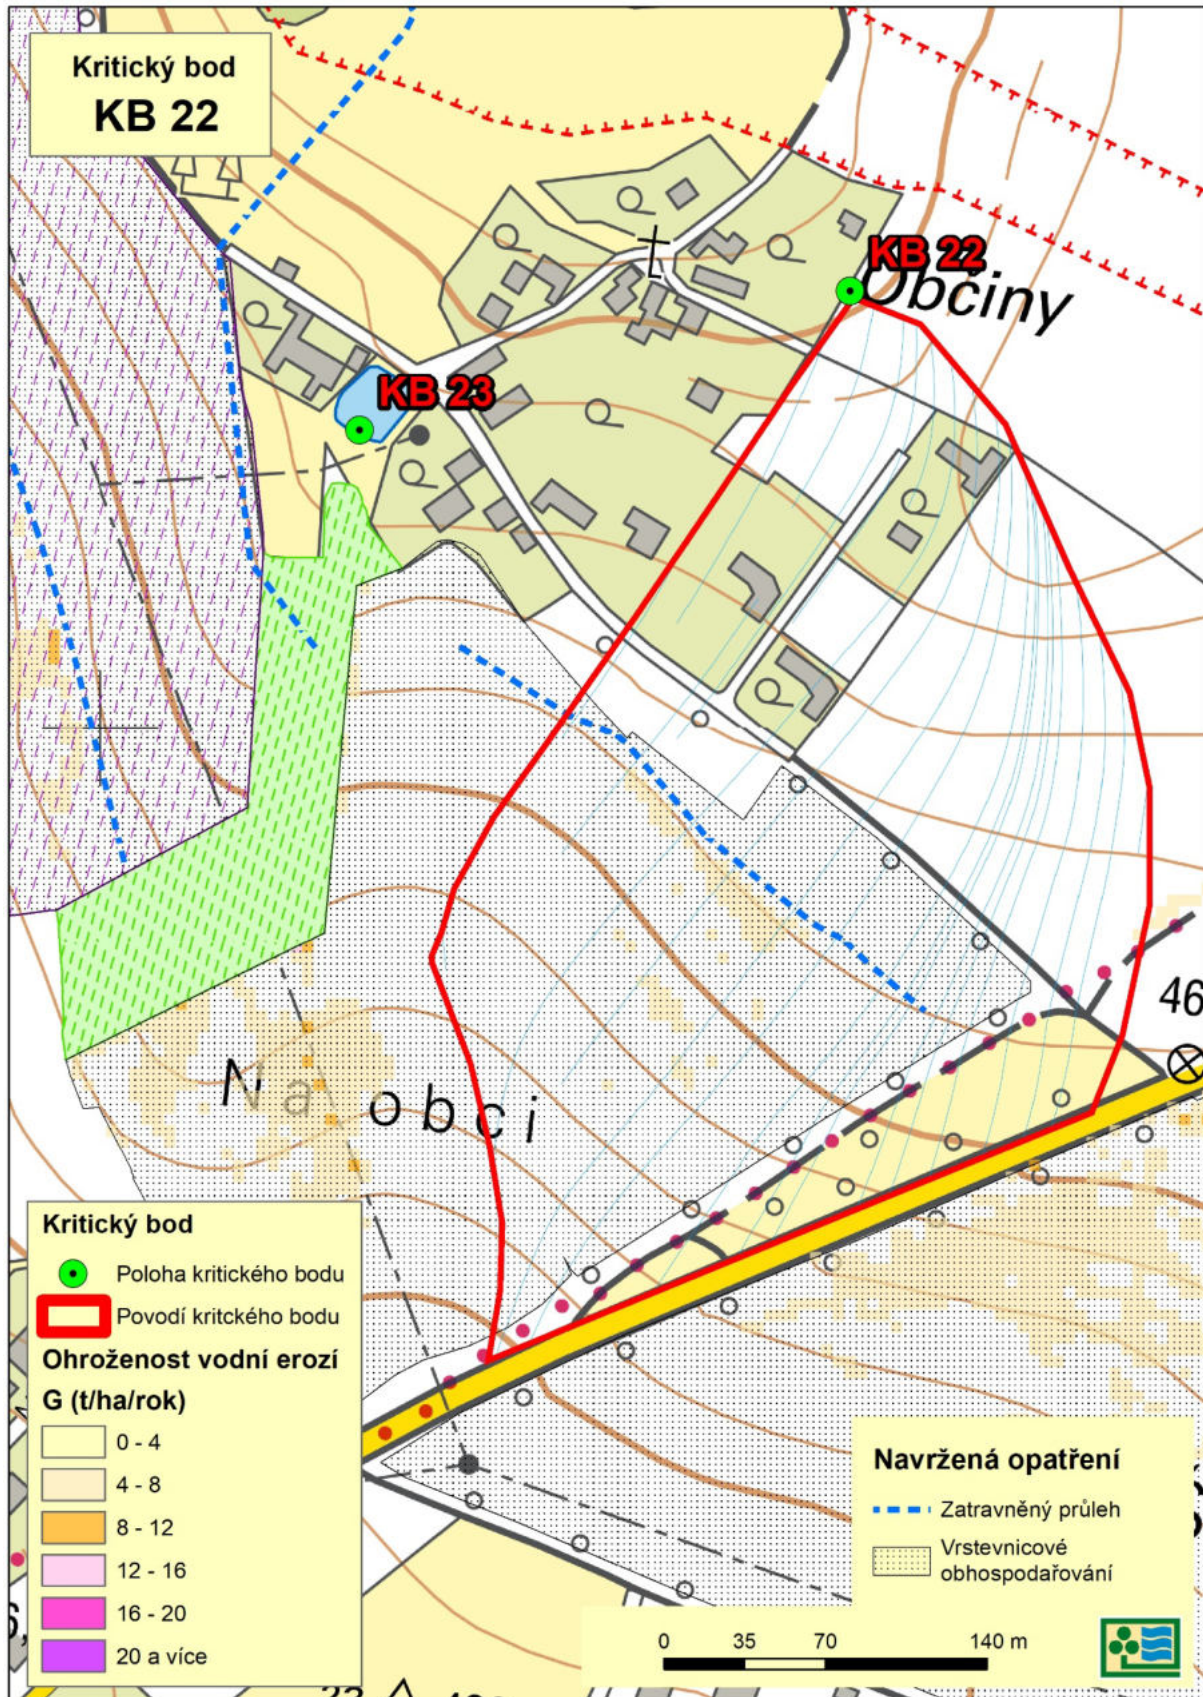 Kritický bod
KB 22
KB 22
Občiny
KB 23
46
Na obci
Kritický bod
Poloha kritického bodu
Povodí kritckého bodu
Ohroženost vodní erozí
G (t/ha/rok)
0 - 4
4 - 8
8 - 12
12 - 16
16 - 20
20 a více
Navržená opatření
Zatravněný průleh
Vrstevnicové
obhospodařování
0 35 70 140 m